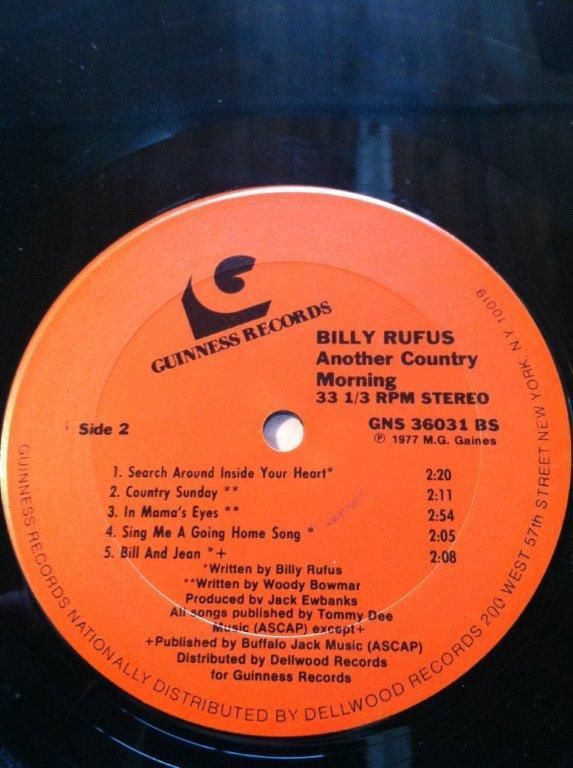 GUINNESS RECORDS
BILLY RUFUS
Another Country
Morning
33 1/3 RPM STEREO
GNS 36031 BS
Ⓟ 1977 M.G. Gaines
Side 2
1. Search Around Inside Your Heart* 2:20
2. Country Sunday ** 2:11
3. In Mama's Eyes ** 2:54
4. Sing Me A Going Home Song * 2:05
5. Bill And Jean *+ 2:08
*Written by Billy Rufus
**Written by Woody Bowmar
Produced by Jack Ewbanks
All songs published by Tommy Dee
Music (ASCAP) except+
+Published by Buffalo Jack Music (ASCAP)
Distributed by Dellwood Records
for Guinness Records
GUINNESS RECORDS NATIONALLY DISTRIBUTED BY DELLWOOD RECORDS 200 WEST 57th STREET NEW YORK, N.Y 10019